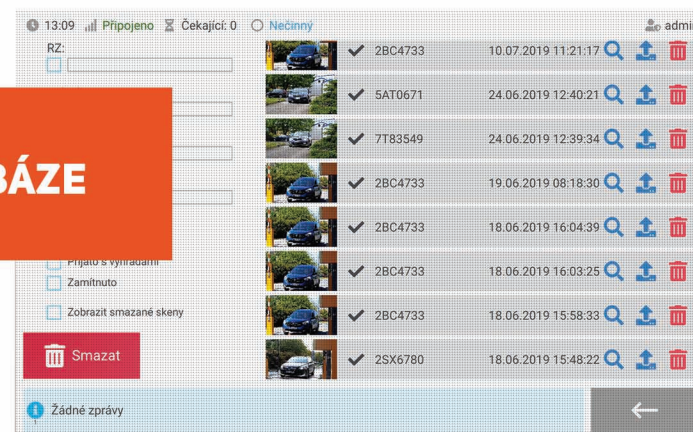 13:09 Připojeno Čekající: 0 Nečinný admin
RZ:
BÁZE
Přijato s výhradami
Zamítnuto
Zobrazit smazané skeny
Smazat
2BC4733 10.07.2019 11:21:17
5AT0671 24.06.2019 12:40:21
7T83549 24.06.2019 12:39:34
2BC4733 19.06.2019 08:18:30
2BC4733 18.06.2019 16:04:39
2BC4733 18.06.2019 16:03:25
2BC4733 18.06.2019 15:58:33
2SX6780 18.06.2019 15:48:22
Žádné zprávy